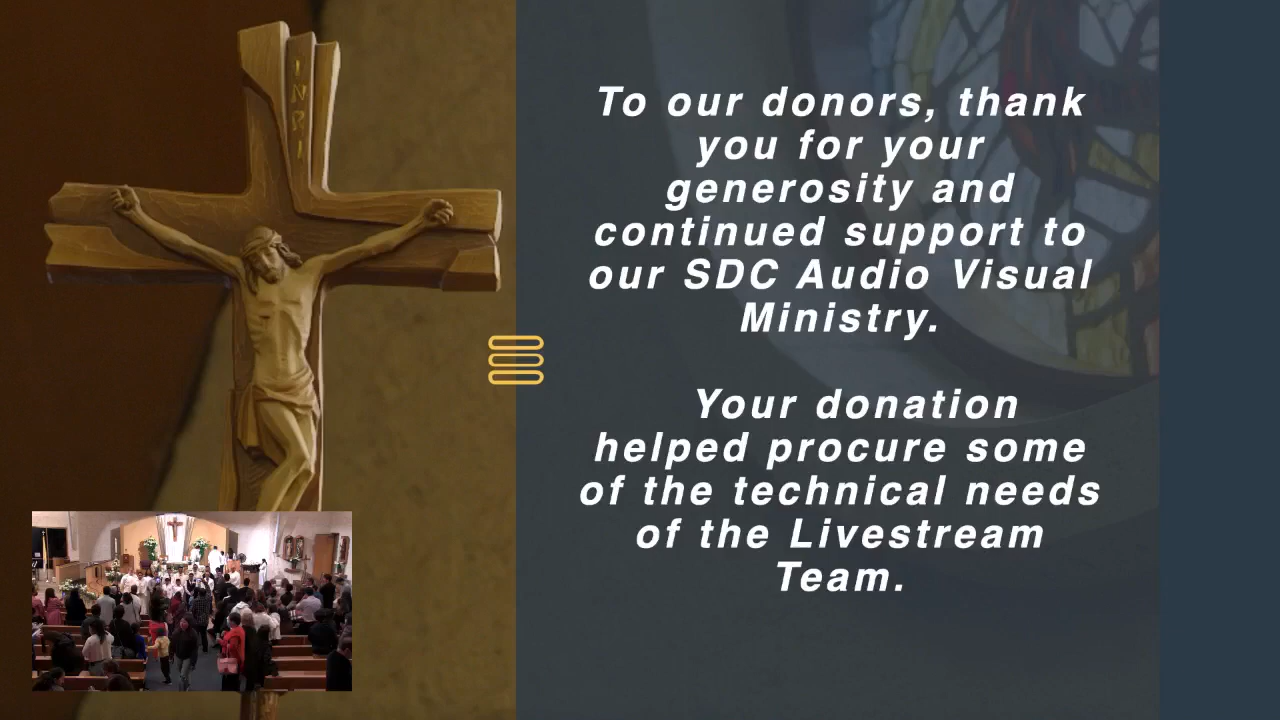 INRI
To our donors, thank
you for your
generosity and
continued support to
our SDC Audio Visual
Ministry.
Your donation
helped procure some
of the technical needs
of the Livestream
Team.